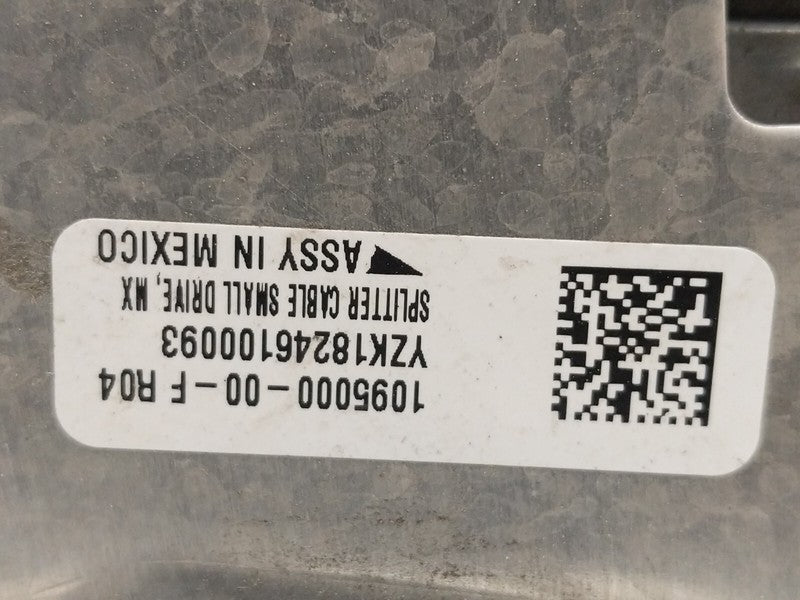 1095000-00-F R04
YZK18246100093
SPLITTER CABLE SMALL DRIVE, MX
ASSY IN MEXICO